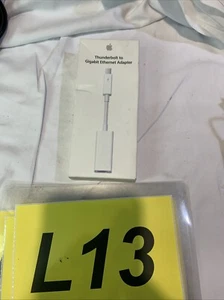 Thunderbolt to
Gigabit Ethernet Adapter
L13